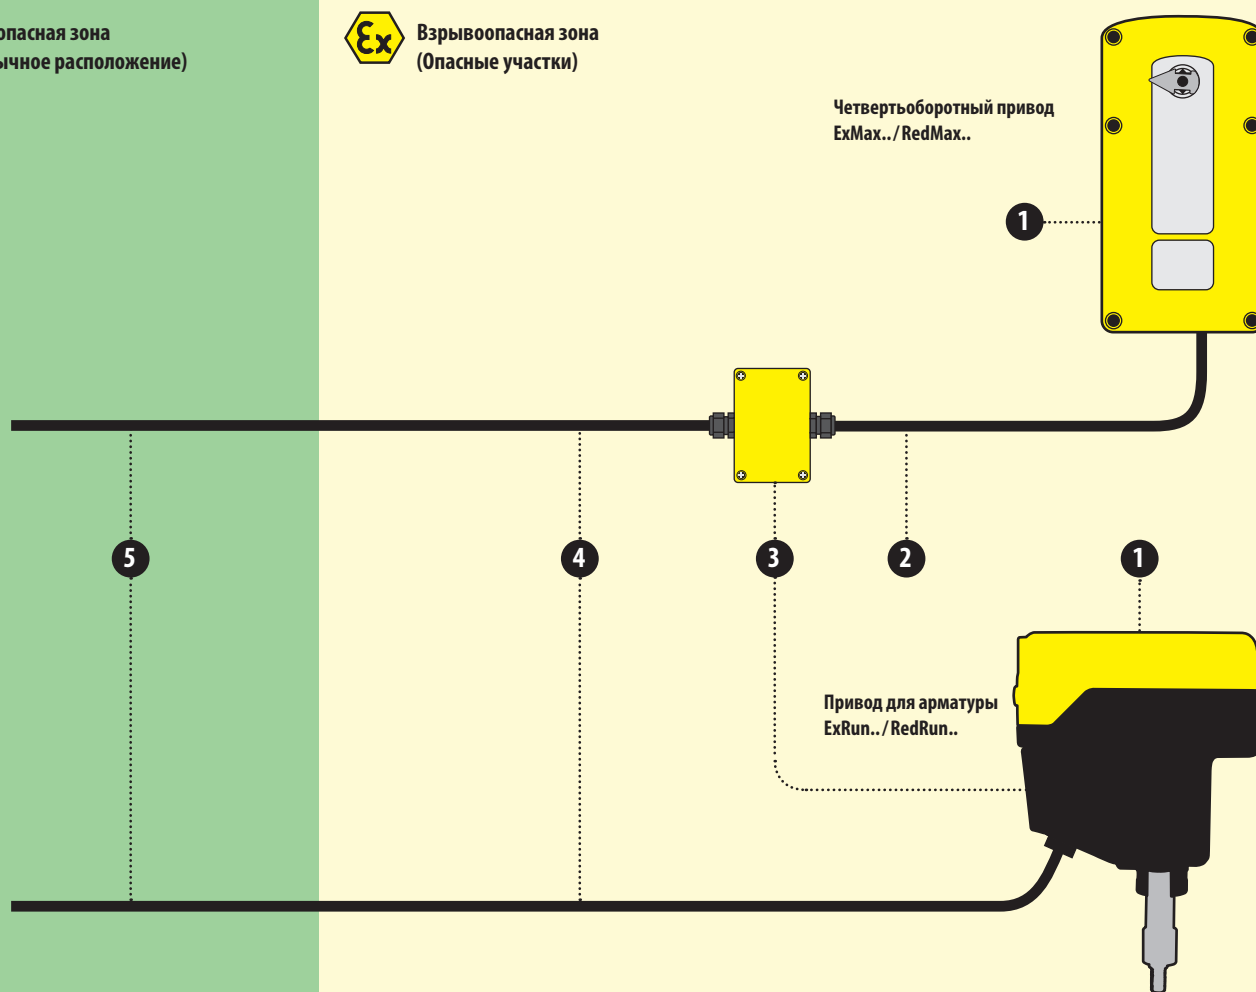 опасная зона
ычное расположение)
Ex
Взрывоопасная зона
(Опасные участки)
Четвертьоборотный привод
ExMax../RedMax..
1
5
4
3
2
1
Привод для арматуры
ExRun../RedRun..